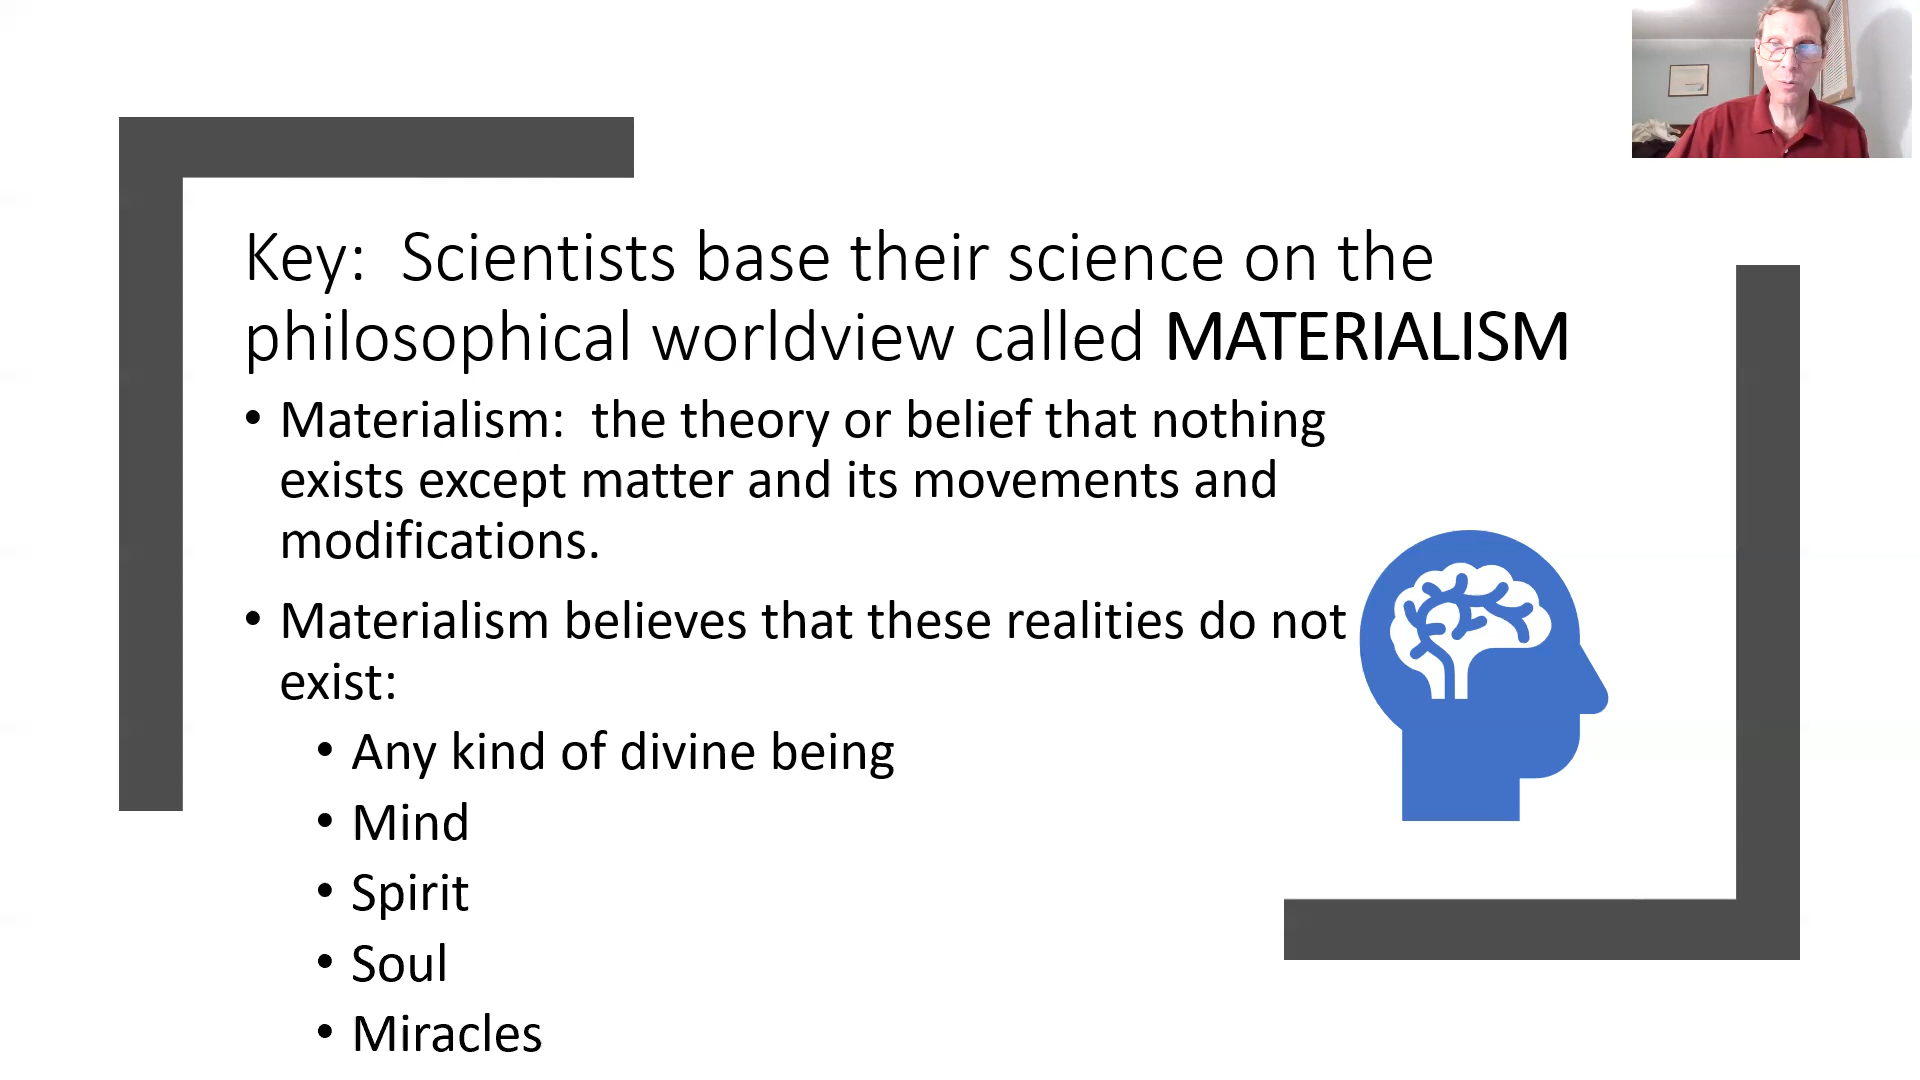 Key:  Scientists base their science on the
philosophical worldview called MATERIALISM
• Materialism:  the theory or belief that nothing
exists except matter and its movements and
modifications.
• Materialism believes that these realities do not
exist:
• Any kind of divine being
• Mind
• Spirit
• Soul
• Miracles